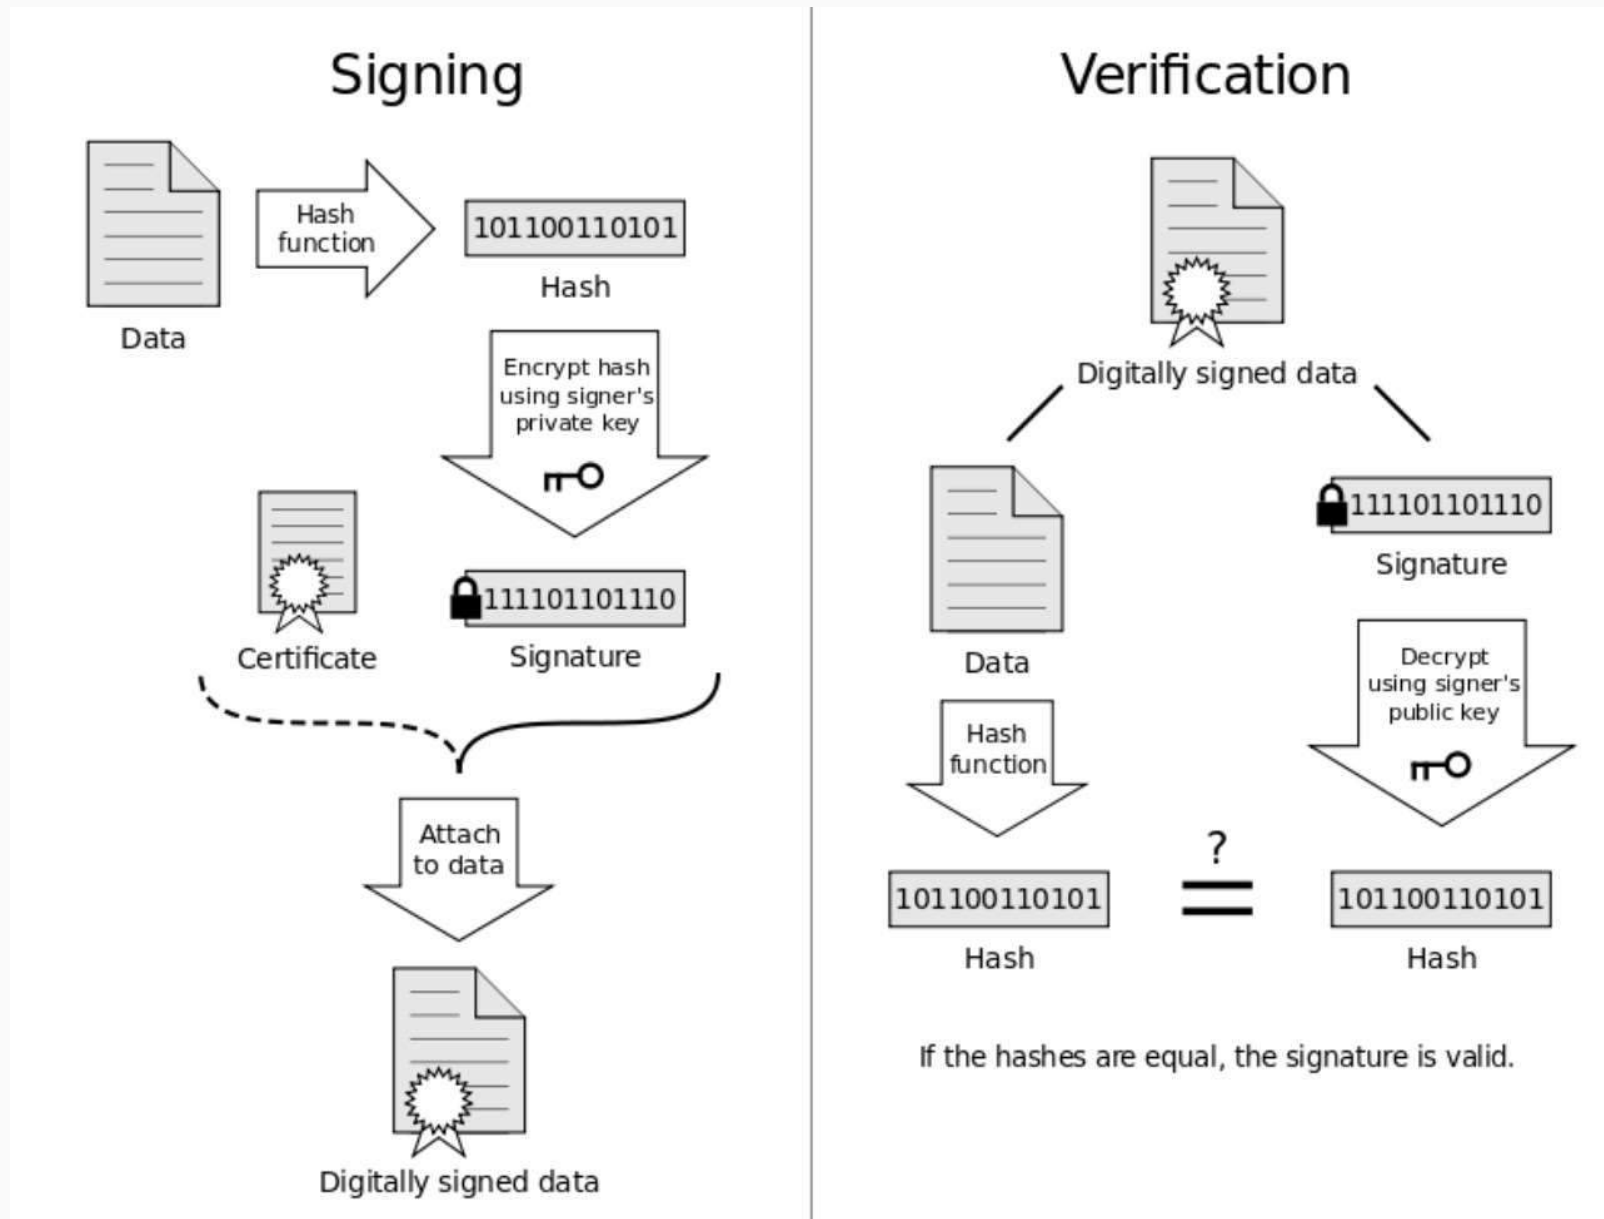 Signing
Hash
function
101100110101
Hash
Data
Encrypt hash
using signer's
private key
111101101110
Certificate
Signature
Attach
to data
Digitally signed data
Verification
Digitally signed data
111101101110
Signature
Data
Decrypt
using signer's
public key
Hash
function
?
101100110101
101100110101
Hash
Hash
If the hashes are equal, the signature is valid.